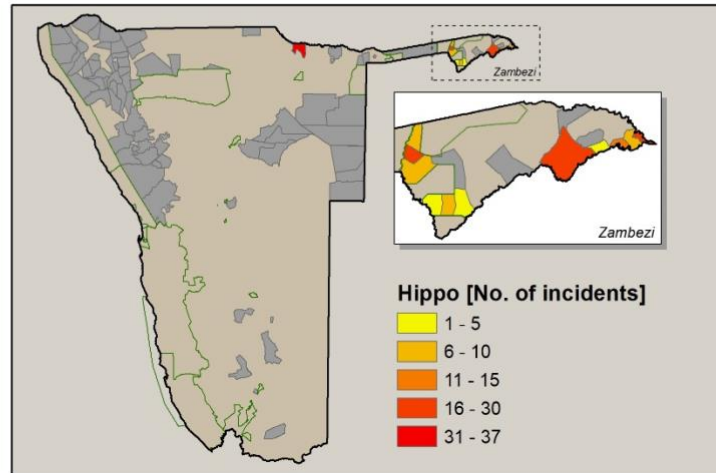 Zambezi
Zambezi
Hippo [No. of incidents]
1 - 5
6 - 10
11 - 15
16 - 30
31 - 37